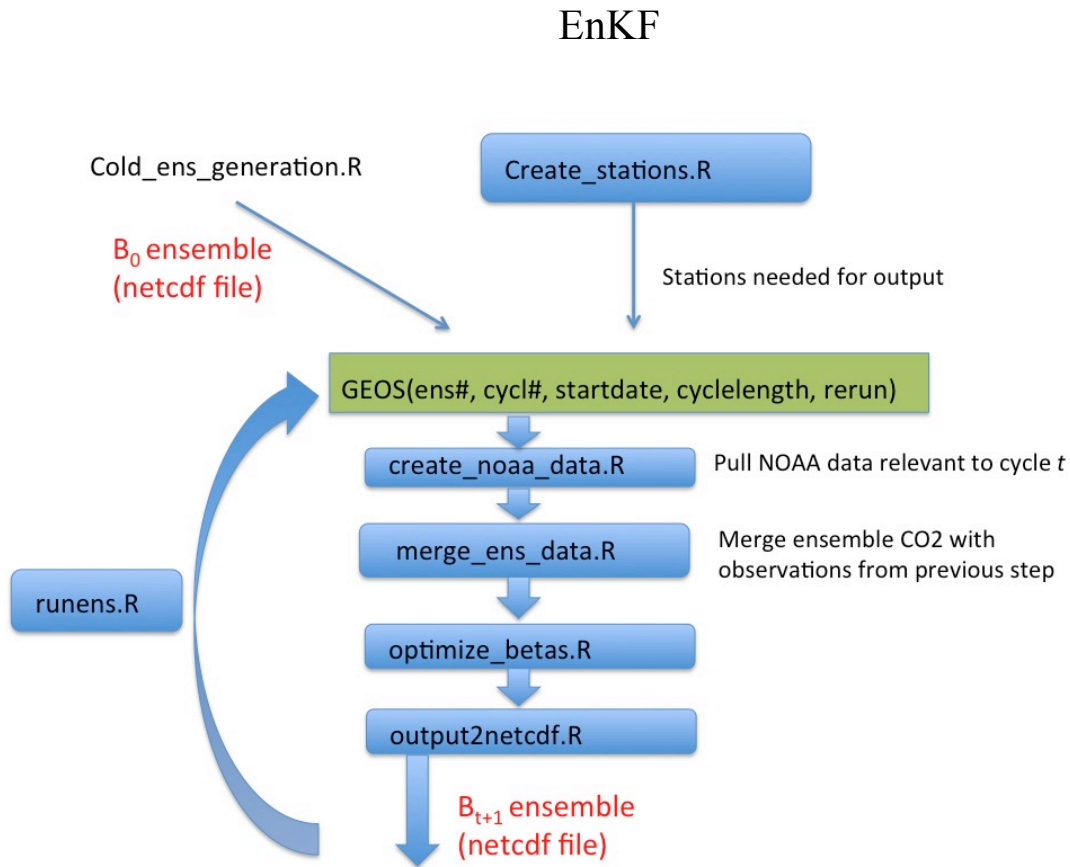 EnKF
Cold_ens_generation.R
Create_stations.R
B₀ ensemble
(netcdf file)
Stations needed for output
GEOS(ens#, cycl#, startdate, cyclelength, rerun)
create_noaa_data.R
Pull NOAA data relevant to cycle t
merge_ens_data.R
Merge ensemble CO2 with
observations from previous step
runens.R
optimize_betas.R
output2netcdf.R
Bₜ₊₁ ensemble
(netcdf file)